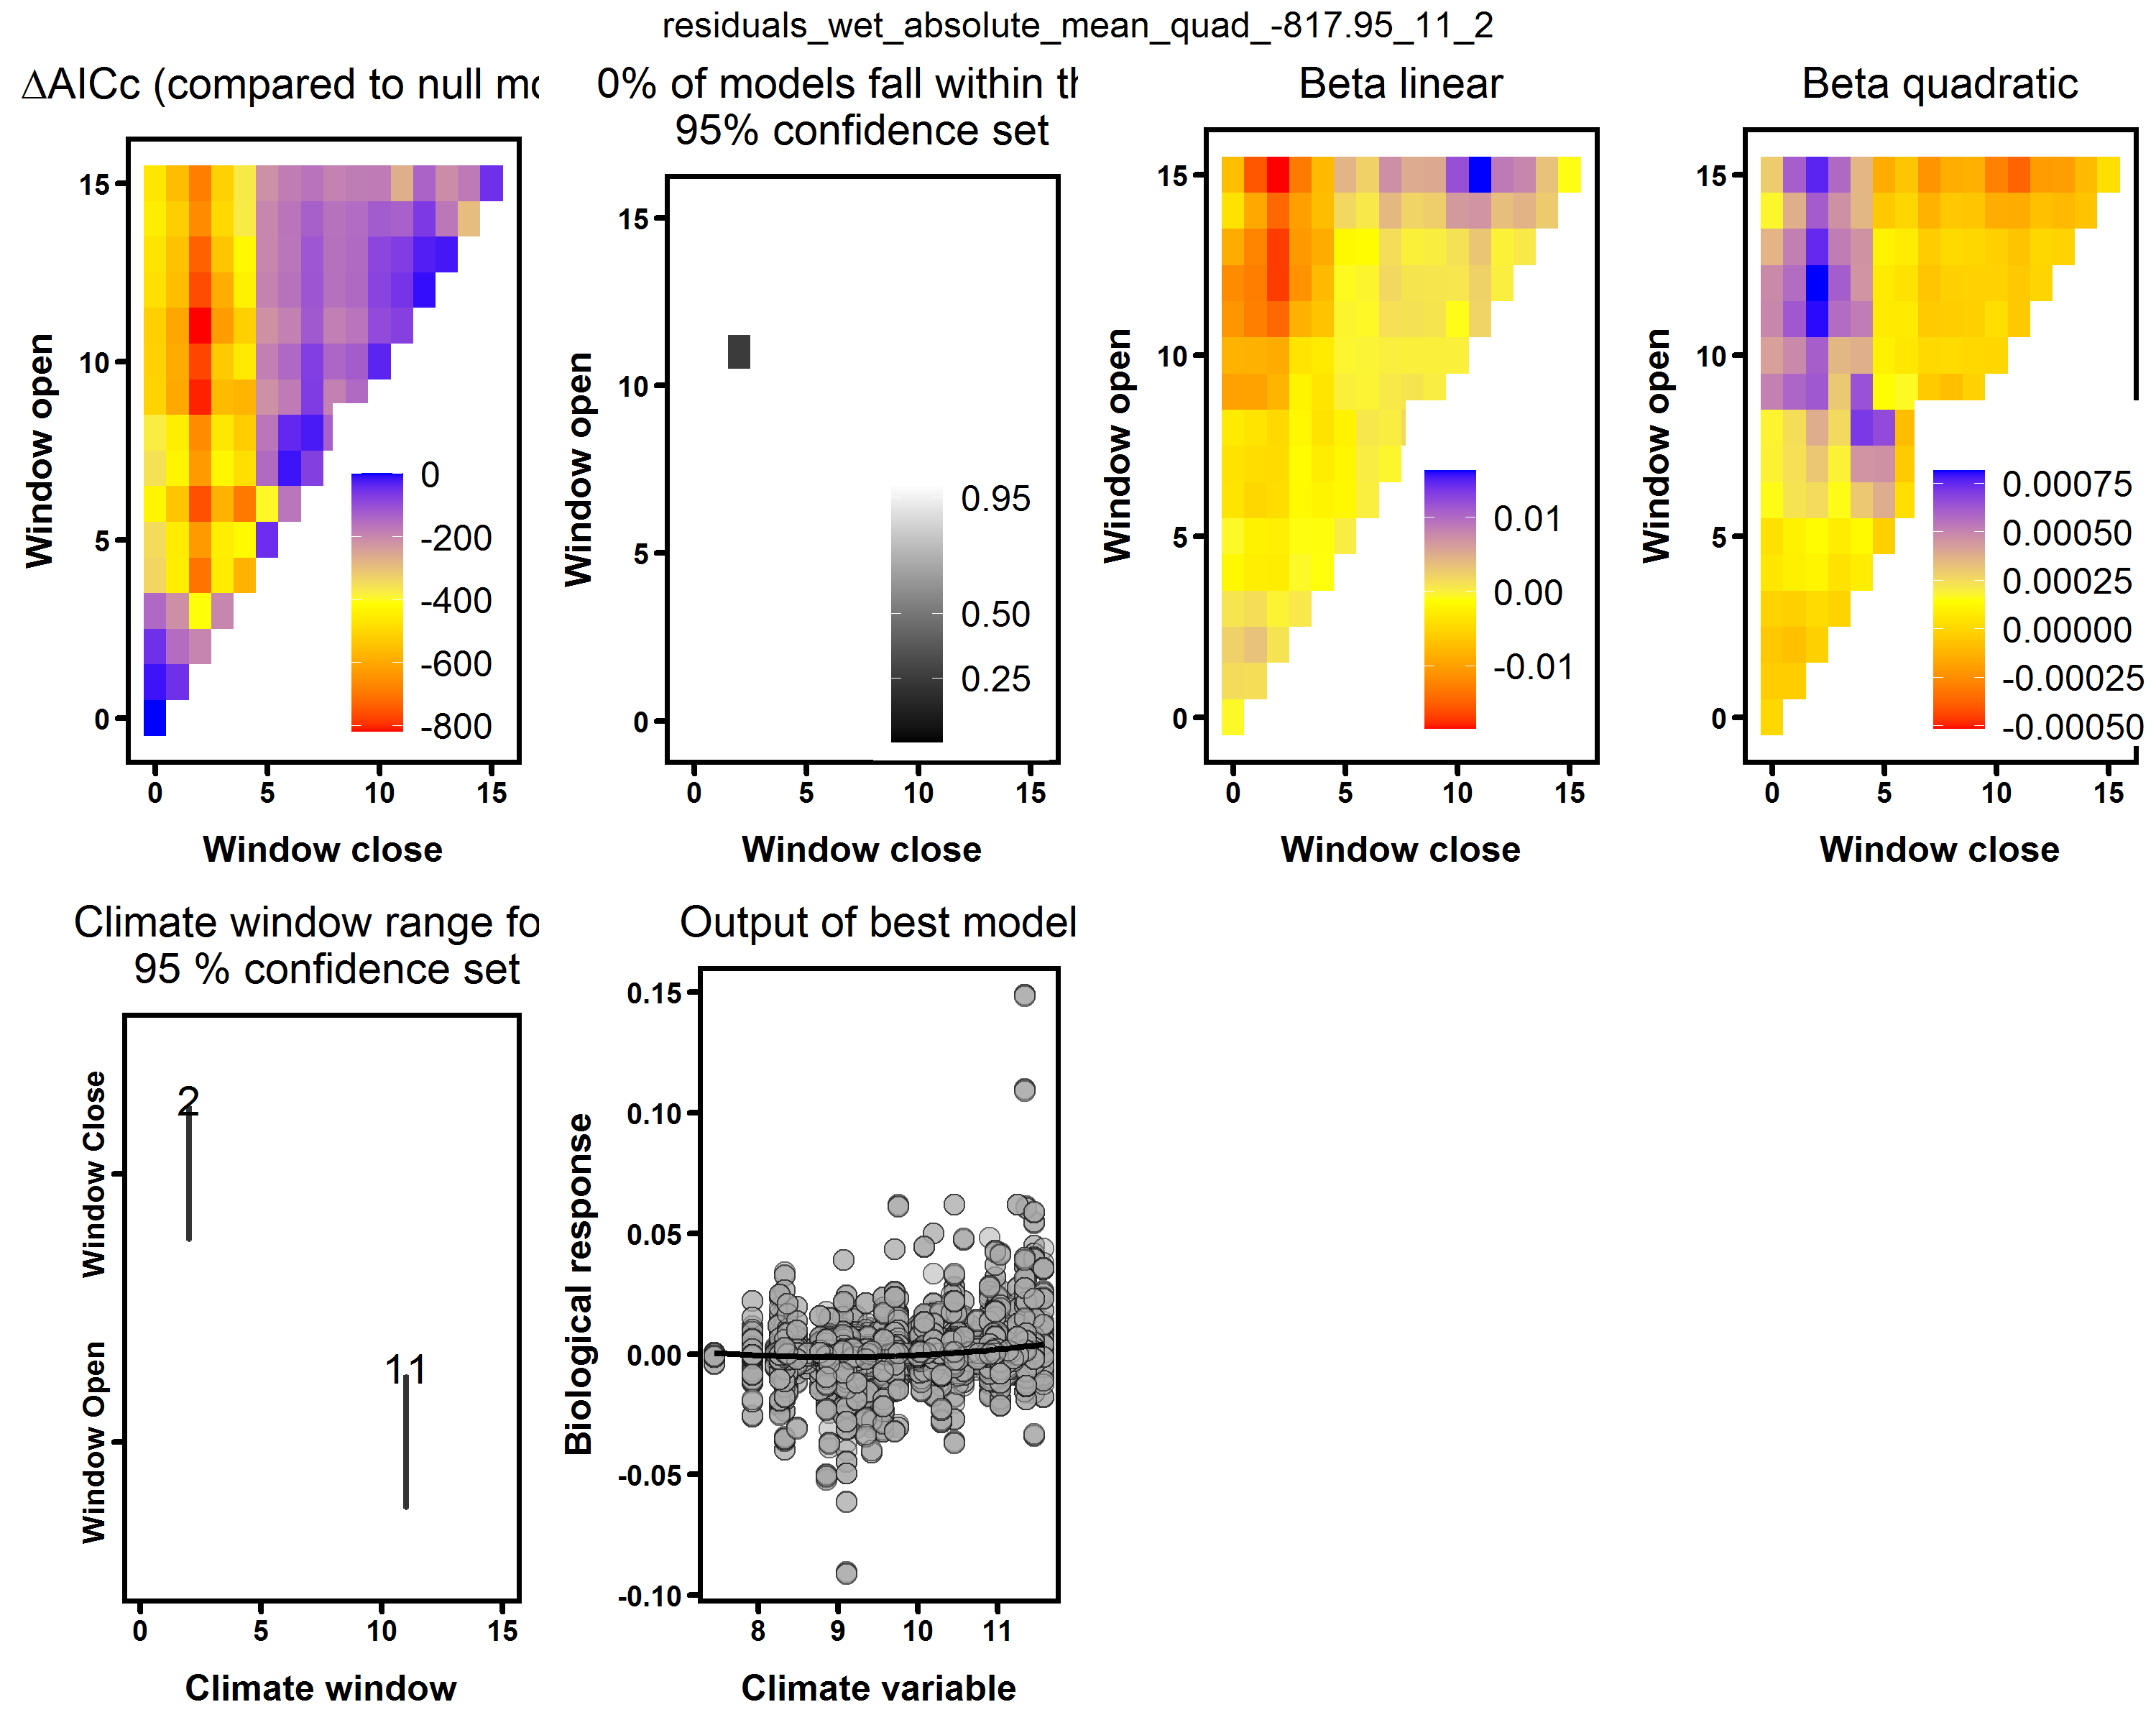 residuals_wet_absolute_mean_quad_-817.95_11_2
ΔAICc (compared to null mo
Window open
15
10
5
0
0
-200
-400
-600
-800
0 5 10 15
Window close
0% of models fall within th
95% confidence set
Window open
15
10
5
0
0.95
0.50
0.25
0 5 10 15
Window close
Beta linear
Window open
15
10
5
0
0.01
0.00
-0.01
0 5 10 15
Window close
Beta quadratic
Window open
15
10
5
0
0.00075
0.00050
0.00025
0.00000
-0.00025
-0.00050
0 5 10 15
Window close
Climate window range fo
95 % confidence set
Window Close
Window Open
2
11
0 5 10 15
Climate window
Output of best model
Biological response
0.15
0.10
0.05
0.00
-0.05
-0.10
8 9 10 11
Climate variable